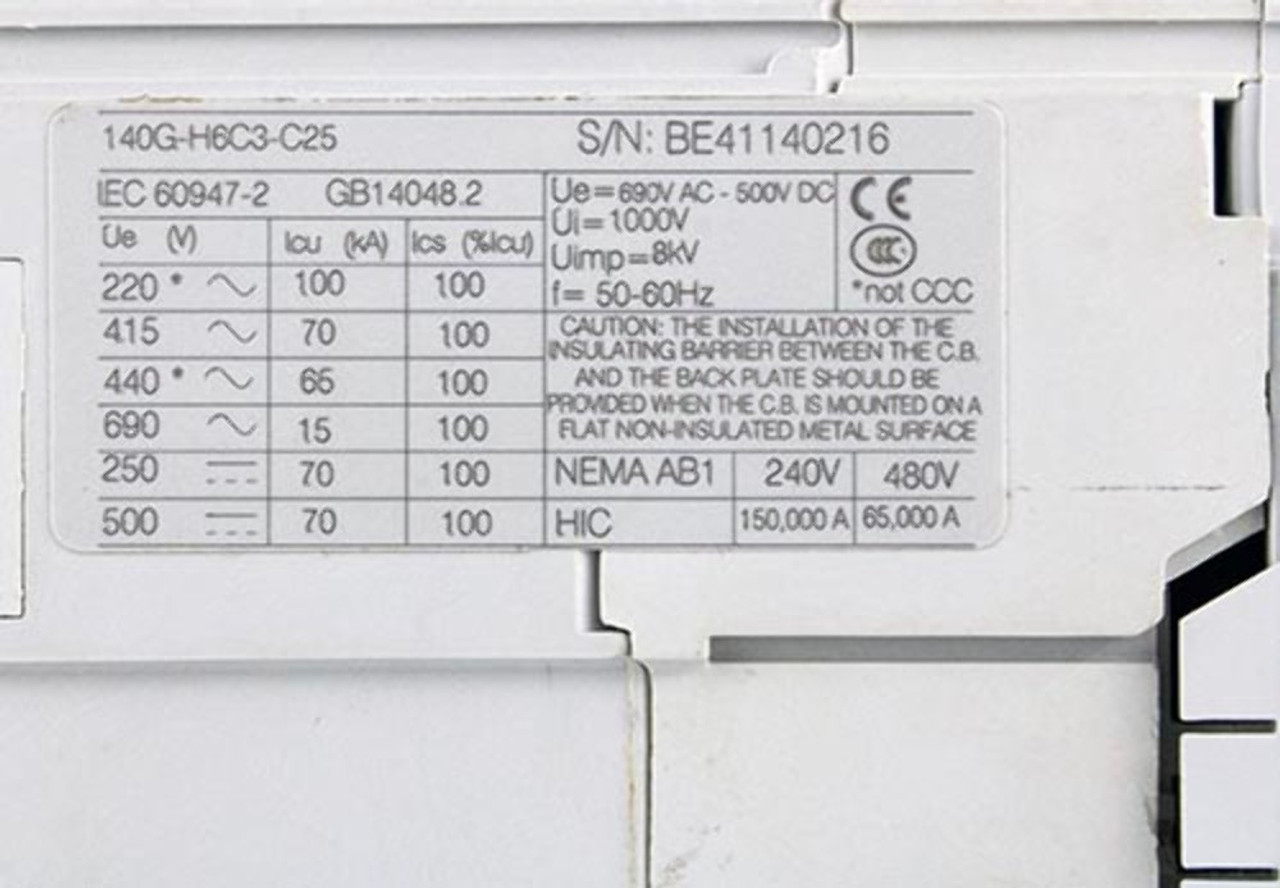 140G-H6C3-C25 S/N: BE41140216
IEC 60947-2 GB14048.2
Ue (V) Icu (kA) Ics (%Icu)
220 * 100 100
415 70 100
440 * 65 100
690 15 100
250 70 100
500 70 100
Ue=690V AC - 500V DC
Ui=1000V
Uimp=8kV
f= 50-60Hz
CE
CCC
*not CCC
CAUTION: THE INSTALLATION OF THE
INSULATING BARRIER BETWEEN THE C.B.
AND THE BACK PLATE SHOULD BE
PROVIDED WHEN THE C.B. IS MOUNTED ON A
FLAT NON-INSULATED METAL SURFACE
NEMA AB1 240V 480V
HIC 150,000 A 65,000 A